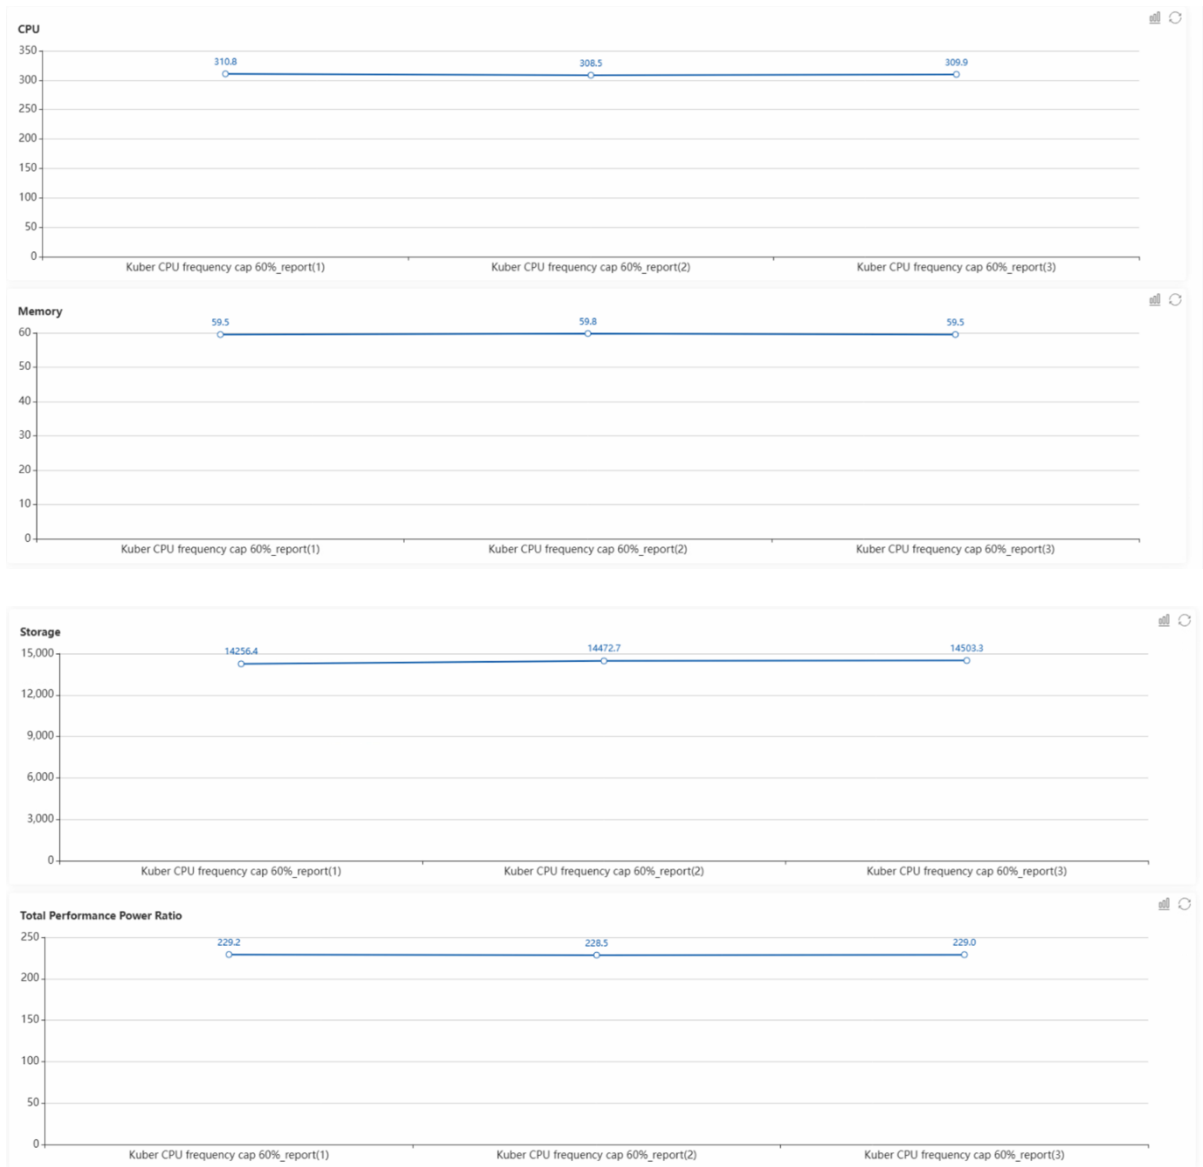 CPU
350
310.8 308.5 309.9
300
250
200
150
100
50
0
Kuber CPU frequency cap 60%_report(1) Kuber CPU frequency cap 60%_report(2) Kuber CPU frequency cap 60%_report(3)
Memory
59.5 59.8 59.5
60
50
40
30
20
10
0
Kuber CPU frequency cap 60%_report(1) Kuber CPU frequency cap 60%_report(2) Kuber CPU frequency cap 60%_report(3)
Storage
14256.4 14472.7 14503.3
15,000
12,000
9,000
6,000
3,000
0
Kuber CPU frequency cap 60%_report(1) Kuber CPU frequency cap 60%_report(2) Kuber CPU frequency cap 60%_report(3)
Total Performance Power Ratio
250
229.2 228.5 229.0
200
150
100
50
0
Kuber CPU frequency cap 60%_report(1) Kuber CPU frequency cap 60%_report(2) Kuber CPU frequency cap 60%_report(3)